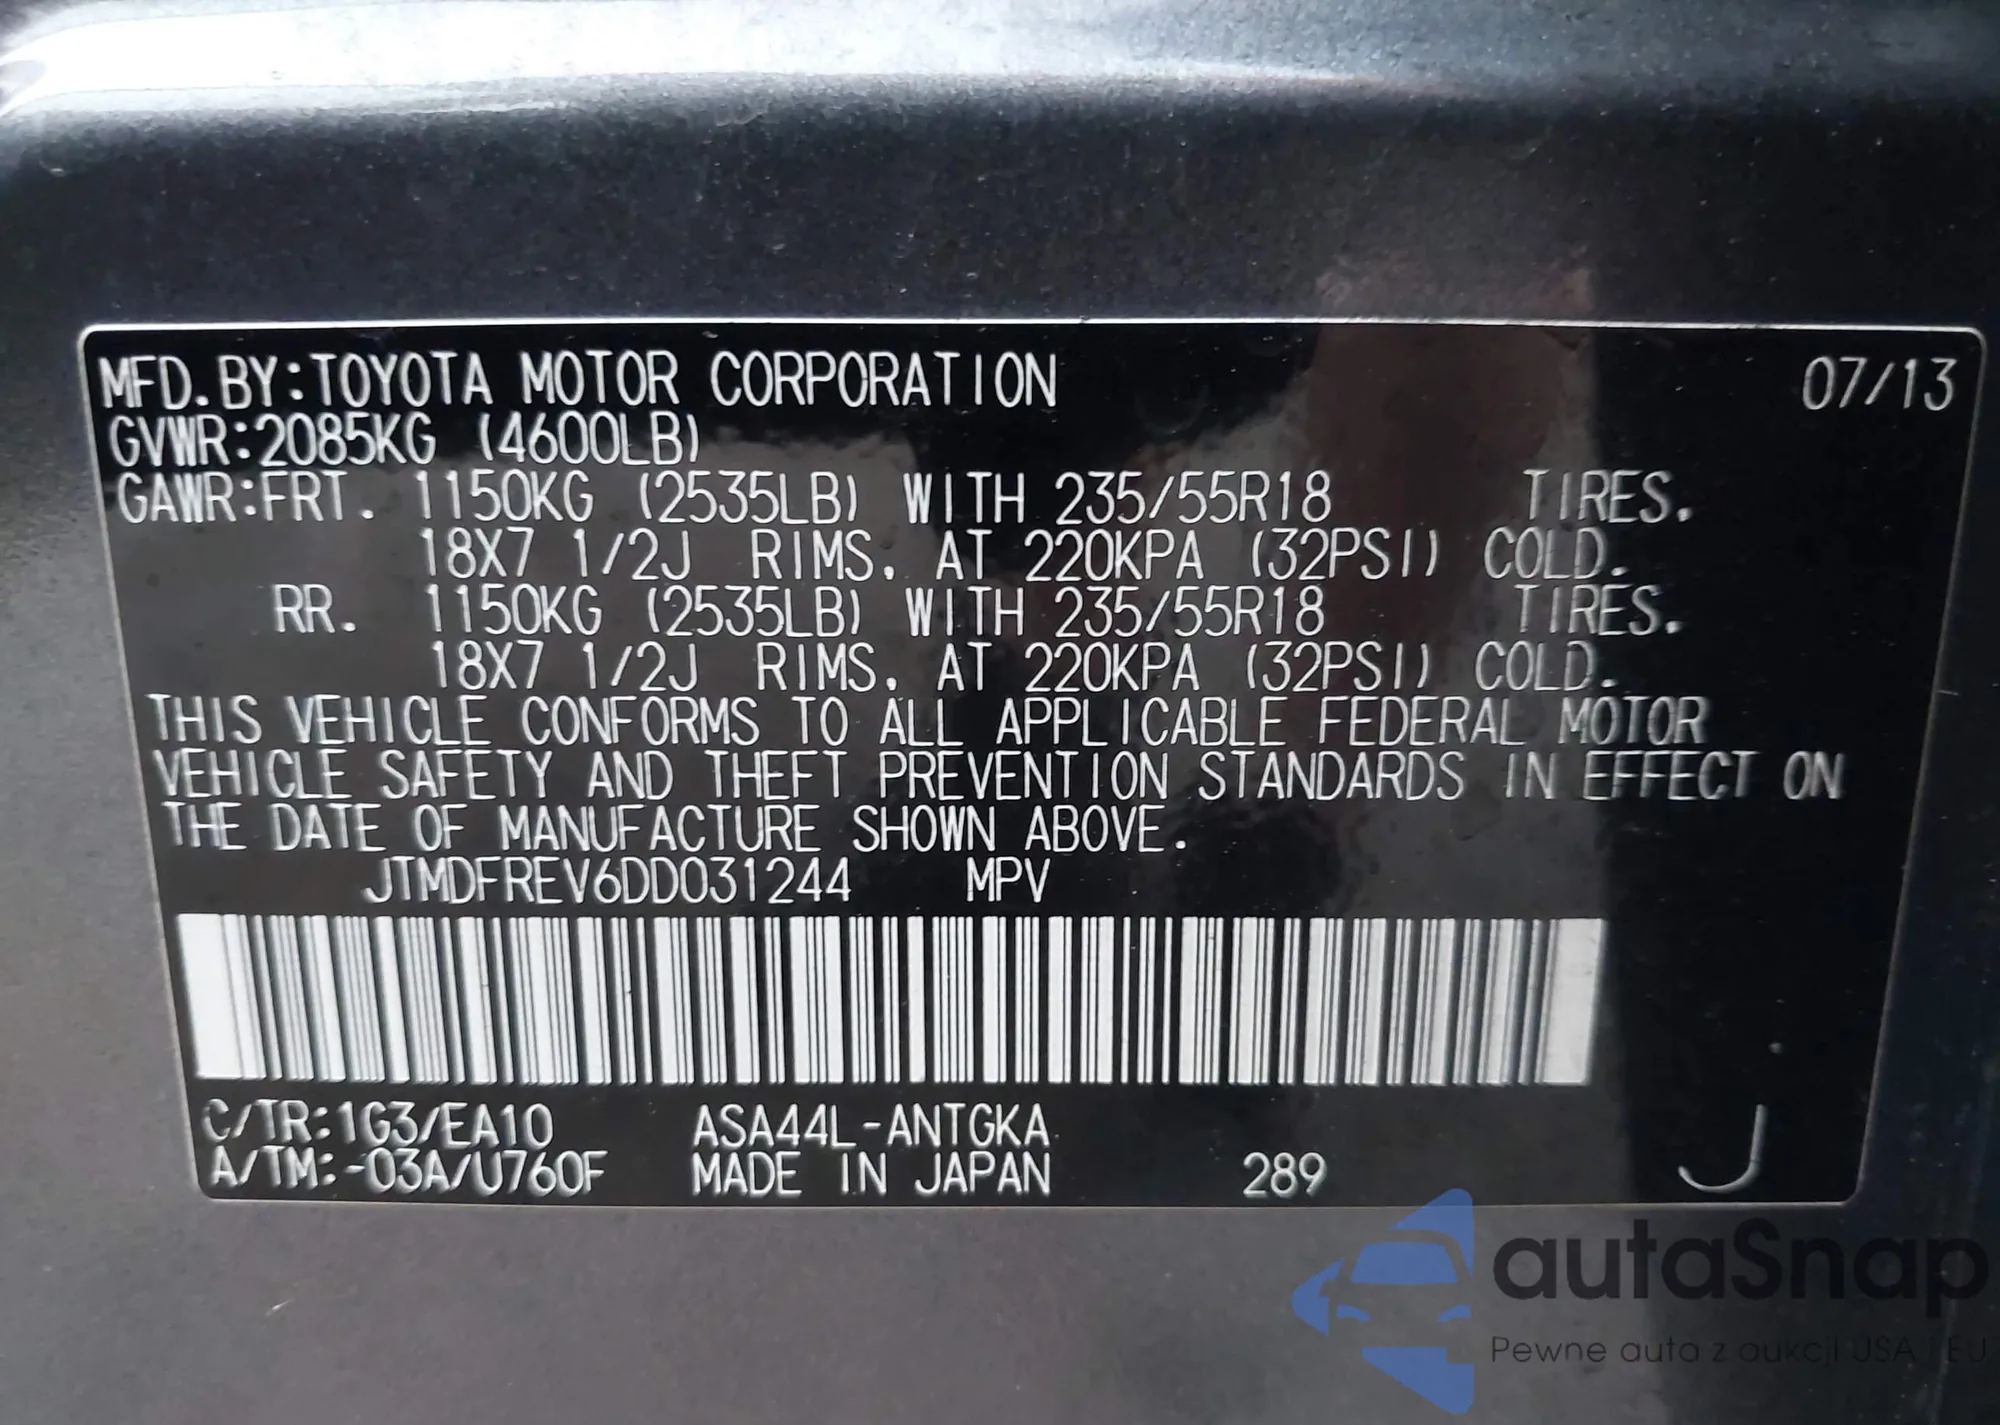 MFD.BY:TOYOTA MOTOR CORPORATION 07/13
GVWR:2085KG (4600LB)
GAWR:FRT. 1150KG (2535LB) WITH 235/55R18 TIRES.
18X7 1/2J RIMS, AT 220KPA (32PSI) COLD.
RR. 1150KG (2535LB) WITH 235/55R18 TIRES.
18X7 1/2J RIMS, AT 220KPA (32PSI) COLD.
THIS VEHICLE CONFORMS TO ALL APPLICABLE FEDERAL MOTOR
VEHICLE SAFETY AND THEFT PREVENTION STANDARDS IN EFFECT ON
THE DATE OF MANUFACTURE SHOWN ABOVE.
JTMDFREV6DD031244 MPV
C/TR:1G3/EA10 ASA44L-ANTGKA
A/TM:-03A/U760F MADE IN JAPAN 289 J
autaSnap
Pewne auta z aukcji USA i EU